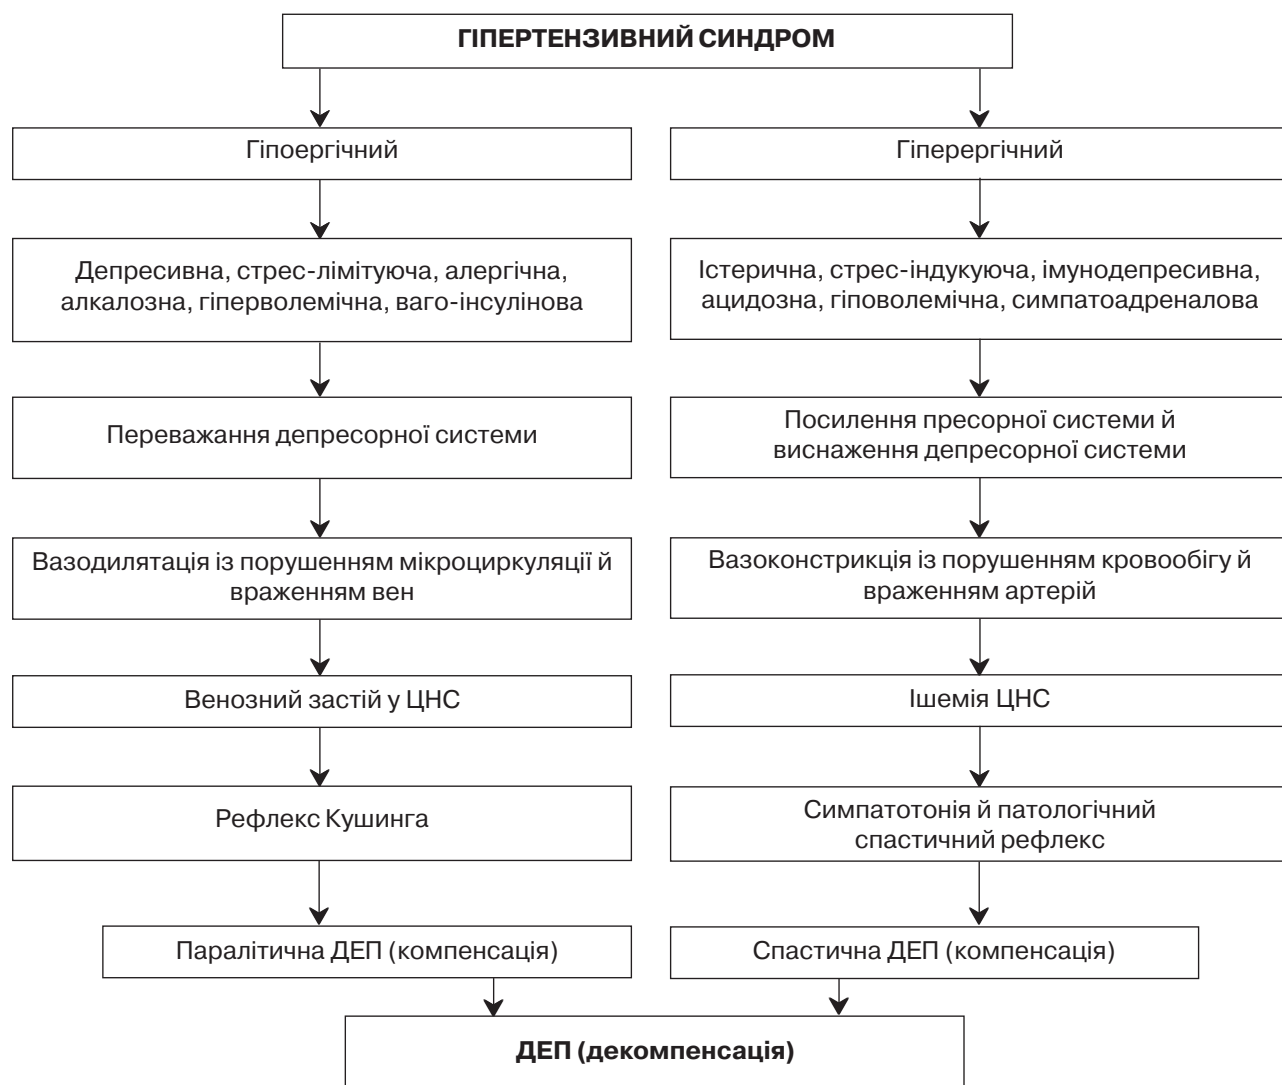 ГІПЕРТЕНЗИВНИЙ СИНДРОМ
Гіпоергічний
Гіперергічний
Депресивна, стрес-лімітуюча, алергічна,
алкалозна, гіперволемічна, ваго-інсулінова
Істерична, стрес-індукуюча, імунодепресивна,
ацидозна, гіповолемічна, симпатоадреналова
Переважання депресорної системи
Посилення пресорної системи й
виснаження депресорної системи
Вазодилятація із порушенням мікроциркуляції й
враженням вен
Вазоконстрикція із порушенням кровообігу й
враженням артерій
Венозний застій у ЦНС
Ішемія ЦНС
Рефлекс Кушинга
Симпатотонія й патологічний
спастичний рефлекс
Паралітична ДЕП (компенсація)
Спастична ДЕП (компенсація)
ДЕП (декомпенсація)